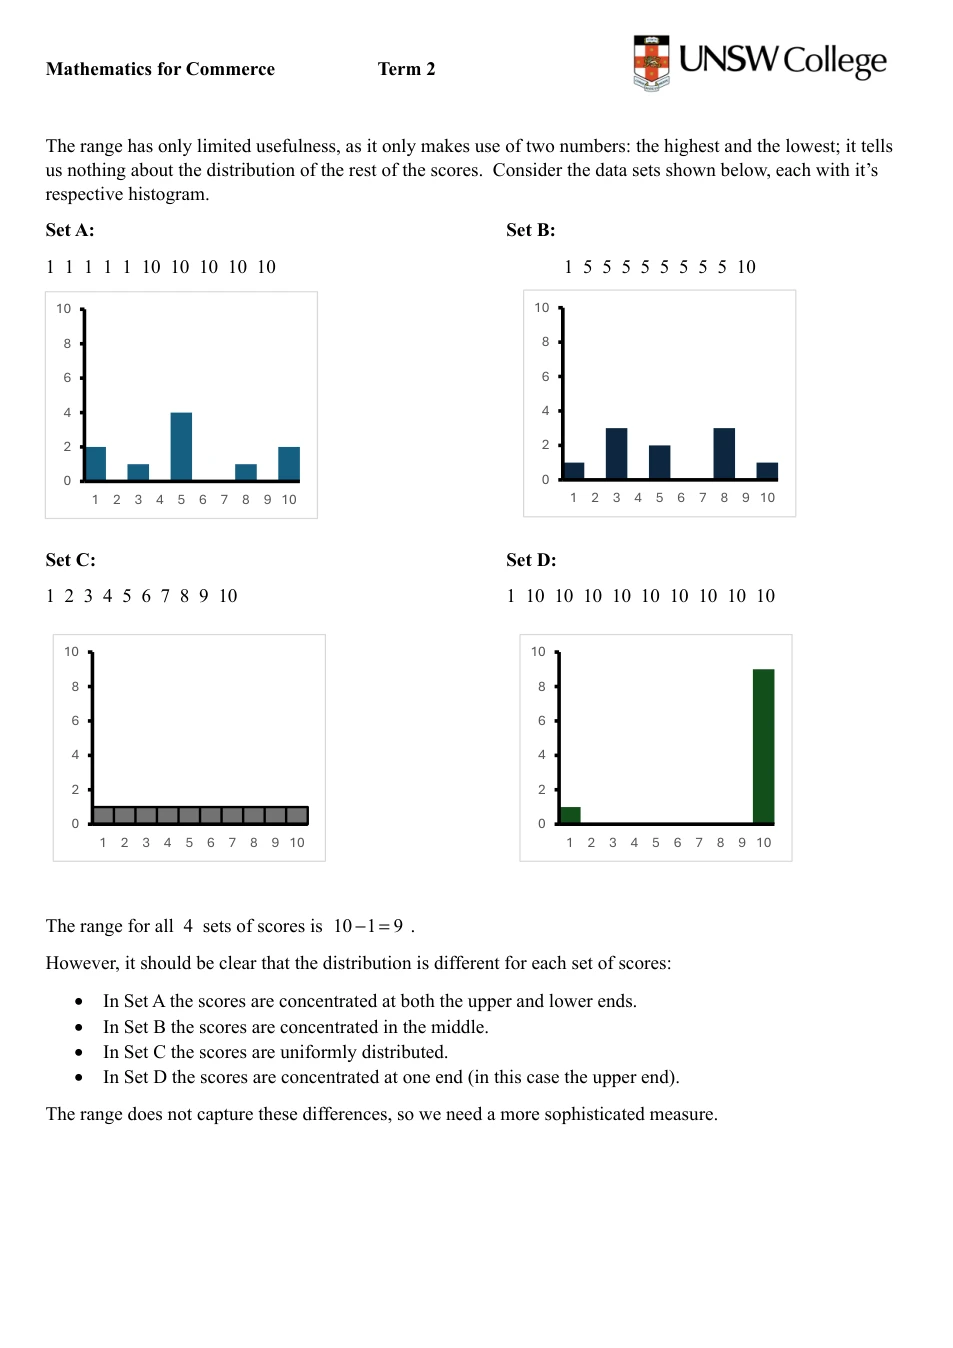 Mathematics for Commerce Term 2
UNSW College
The range has only limited usefulness, as it only makes use of two numbers: the highest and the lowest; it tells
us nothing about the distribution of the rest of the scores. Consider the data sets shown below, each with it’s
respective histogram.
Set A: Set B:
1 1 1 1 1 10 10 10 10 10
1 5 5 5 5 5 5 5 5 10
10
8
6
4
2
0
1 2 3 4 5 6 7 8 9 10
10
8
6
4
2
0
1 2 3 4 5 6 7 8 9 10
Set C: Set D:
1 2 3 4 5 6 7 8 9 10
1 10 10 10 10 10 10 10 10 10
10
8
6
4
2
0
1 2 3 4 5 6 7 8 9 10
10
8
6
4
2
0
1 2 3 4 5 6 7 8 9 10
The range for all 4 sets of scores is 10−1=9 .
However, it should be clear that the distribution is different for each set of scores:
• In Set A the scores are concentrated at both the upper and lower ends.
• In Set B the scores are concentrated in the middle.
• In Set C the scores are uniformly distributed.
• In Set D the scores are concentrated at one end (in this case the upper end).
The range does not capture these differences, so we need a more sophisticated measure.